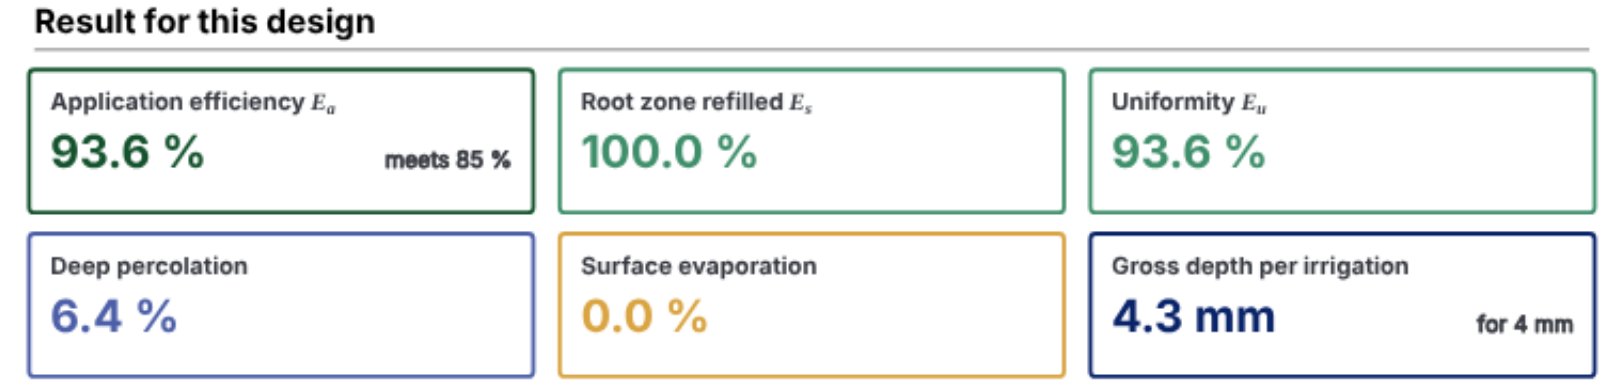 Result for this design
Application efficiency Ea
93.6 %
meets 85 %
Root zone refilled Es
100.0 %
Uniformity Eu
93.6 %
Deep percolation
6.4 %
Surface evaporation
0.0 %
Gross depth per irrigation
4.3 mm
for 4 mm